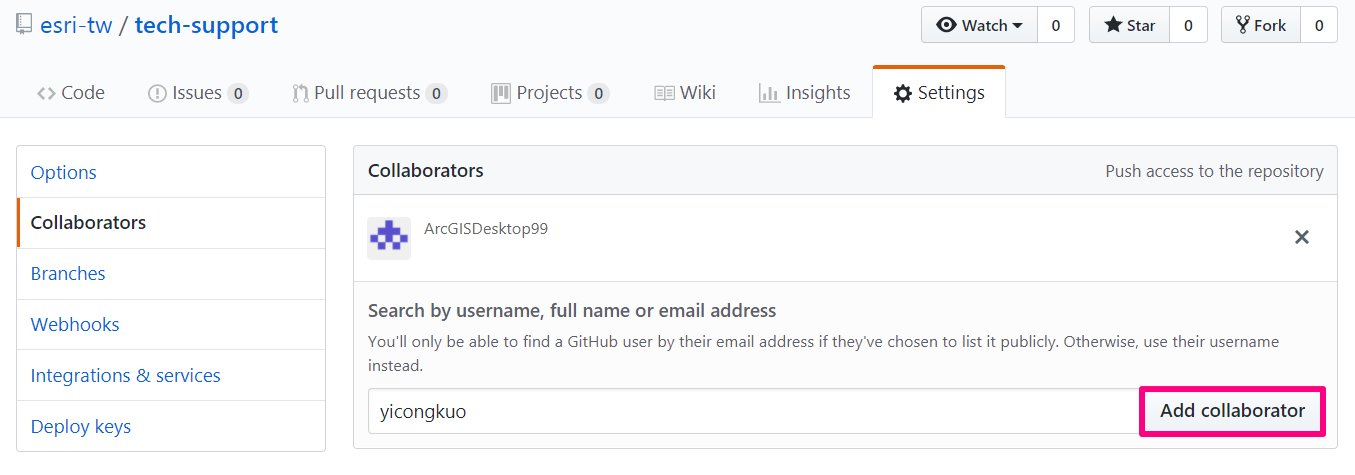 esri-tw / tech-support
Watch 0 Star 0 Fork 0
Code Issues 0 Pull requests 0 Projects 0 Wiki Insights Settings
Options
Collaborators
Branches
Webhooks
Integrations & services
Deploy keys
Collaborators Push access to the repository
ArcGISDesktop99
Search by username, full name or email address
You'll only be able to find a GitHub user by their email address if they've chosen to list it publicly. Otherwise, use their username
instead.
yicongkuo Add collaborator